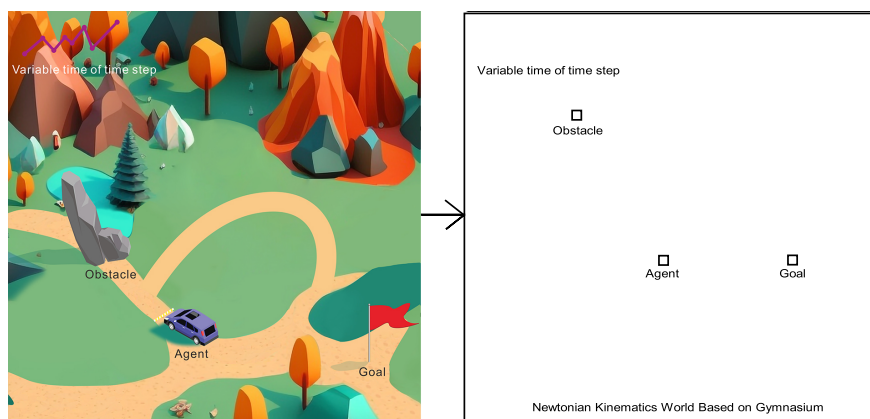 Variable time of time step
Obstacle
Agent
Goal
Variable time of time step
Obstacle
Agent
Goal
Newtonian Kinematics World Based on Gymnasium